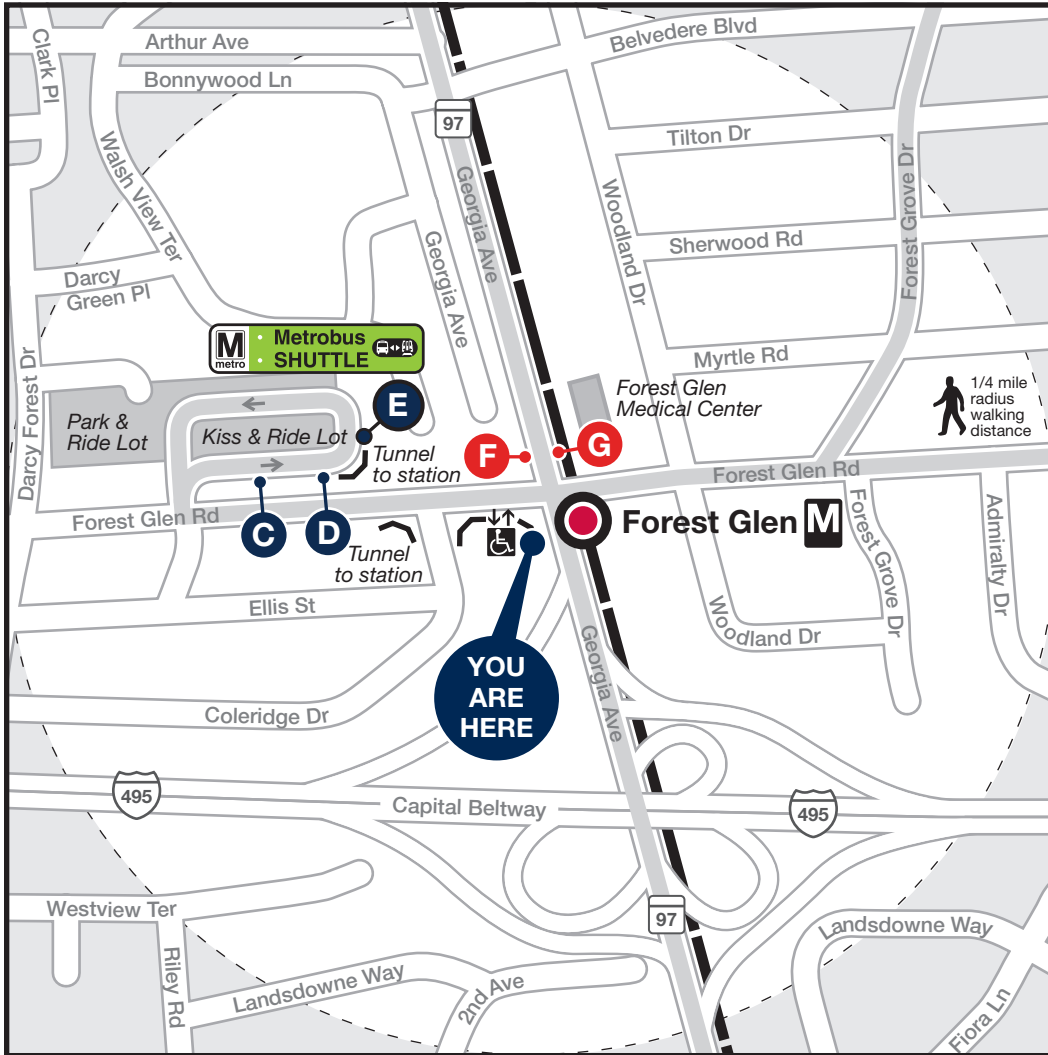 Clark Pl
Arthur Ave
Bonnywood Ln
Belvedere Blvd
97
Tilton Dr
Walsh View Ter
Georgia Ave
Georgia Ave
Woodland Dr
Forest Grove Dr
Sherwood Rd
Darcy
Green Pl
M
metro
· Metrobus
· SHUTTLE
Myrtle Rd
Darcy Forest Dr
Park &
Ride Lot
Kiss & Ride Lot
E
Tunnel
to station
Forest Glen
Medical Center
1/4 mile
radius
walking
distance
F
G
Forest Glen Rd
Forest Glen Rd
C
D
Tunnel
to station
Forest Glen M
Forest Grove Dr
Admiralty Dr
Ellis St
Woodland Dr
YOU
ARE
HERE
Georgia Ave
Coleridge Dr
495
Capital Beltway
495
Westview Ter
97
Landsdowne Way
Riley Rd
Landsdowne Way
2nd Ave
Fiora Ln